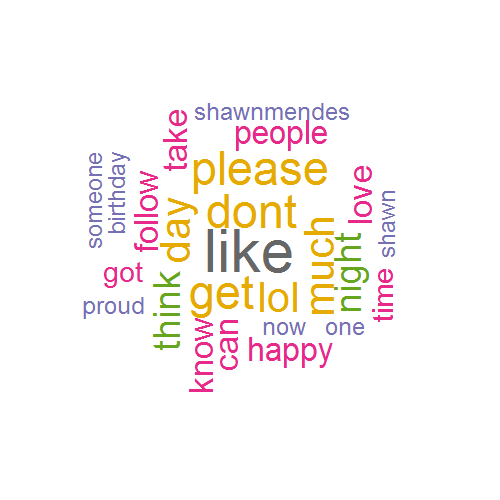 shawnmendes
people
take
please
someone
birthday
follow
day
dont
love
shawn
like
much
night
got
time
think
get
lol
proud
now
one
know
can
happy